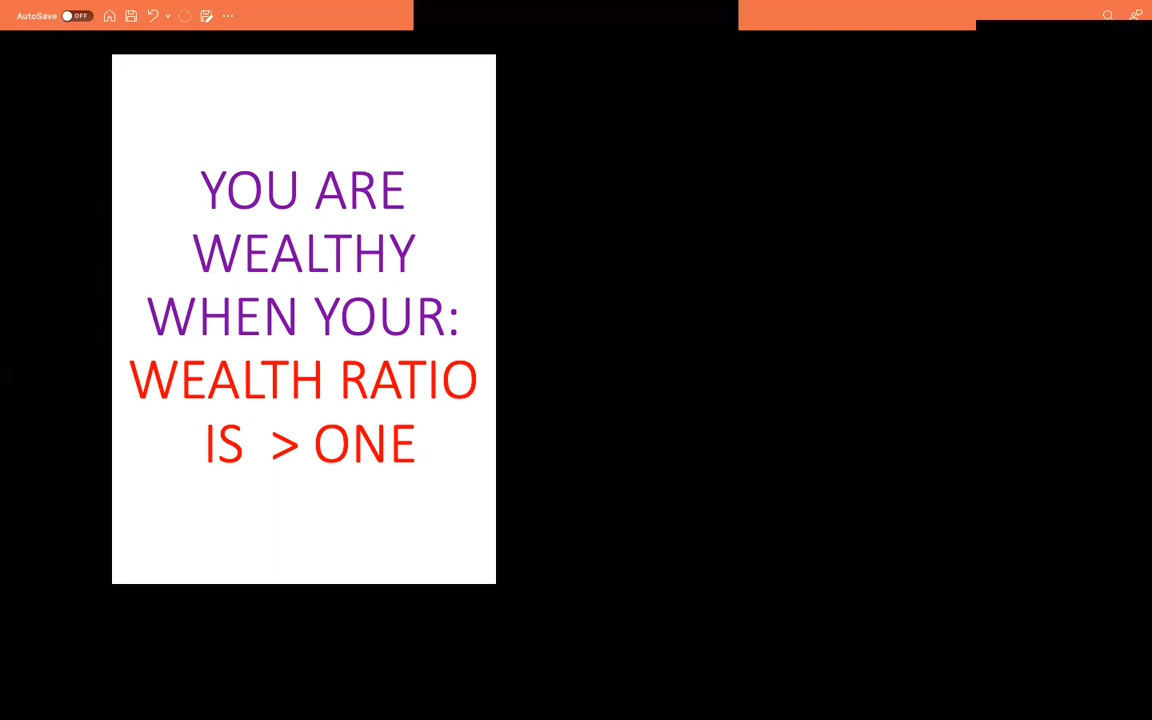 AutoSave OFF
YOU ARE
WEALTHY
WHEN YOUR:
WEALTH RATIO
IS > ONE